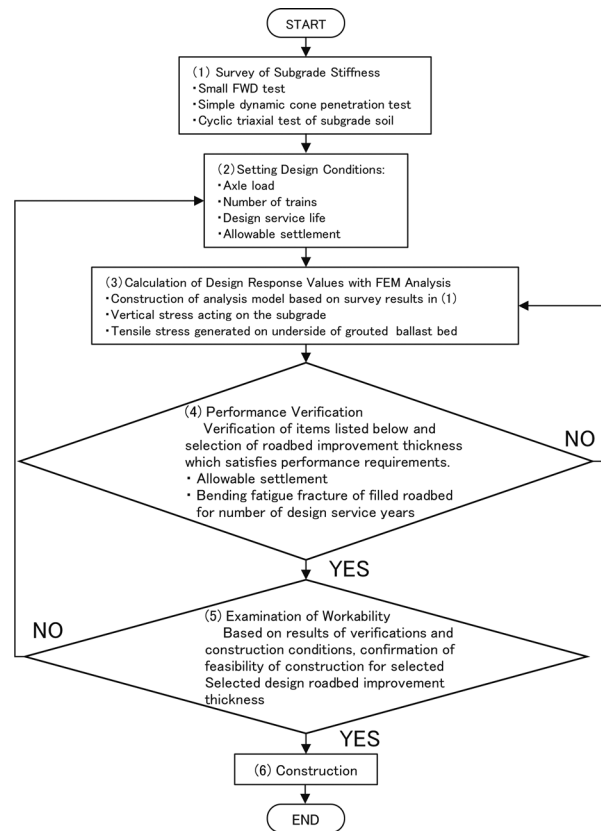 START
(1) Survey of Subgrade Stiffness
・Small FWD test
・Simple dynamic cone penetration test
・Cyclic triaxial test of subgrade soil
(2) Setting Design Conditions:
・Axle load
・Number of trains
・Design service life
・Allowable settlement
(3) Calculation of Design Response Values with FEM Analysis
・Construction of analysis model based on survey results in (1)
・Vertical stress acting on the subgrade
・Tensile stress generated on underside of grouted ballast bed
(4) Performance Verification
Verification of items listed below and
selection of roadbed improvement thickness
which satisfies performance requirements.
・ Allowable settlement
・ Bending fatigue fracture of filled roadbed
for number of design service years
NO
YES
(5) Examination of Workability
Based on results of verifications and
construction conditions, confirmation of
feasibility of construction for selected
Selected design roadbed improvement
thickness
NO
YES
(6) Construction
END